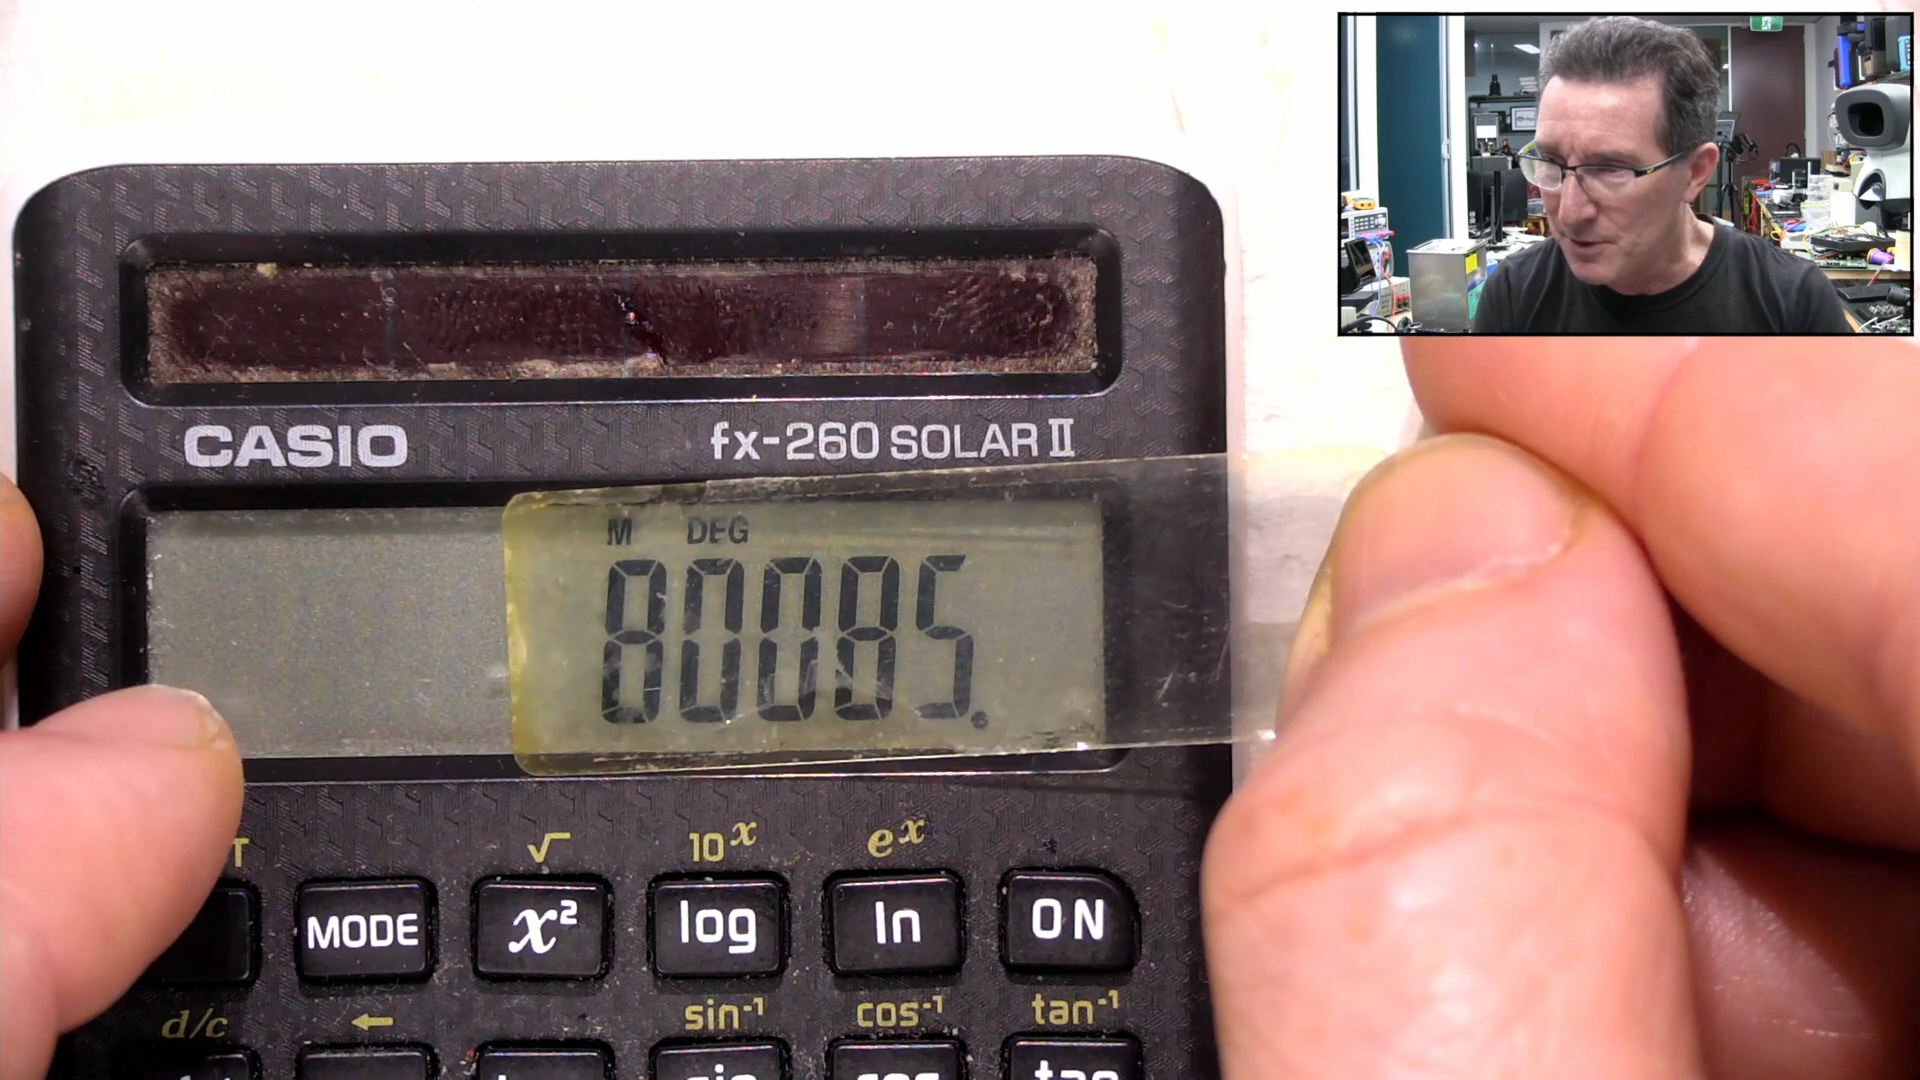 CASIO fx-260 SOLAR II
M DEG
80085.
√ 10ˣ eˣ
MODE x² log ln ON
d/c ← sin⁻¹ cos⁻¹ tan⁻¹